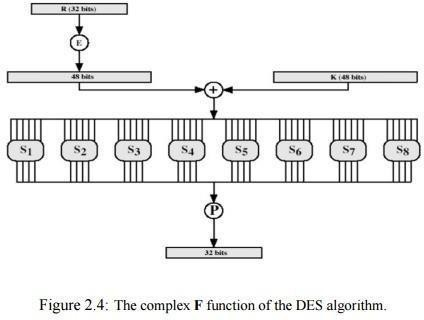 R (32 bits)
E
48 bits
K (48 bits)
+
S1 S2 S3 S4 S5 S6 S7 S8
P
32 bits
Figure 2.4: The complex F function of the DES algorithm.